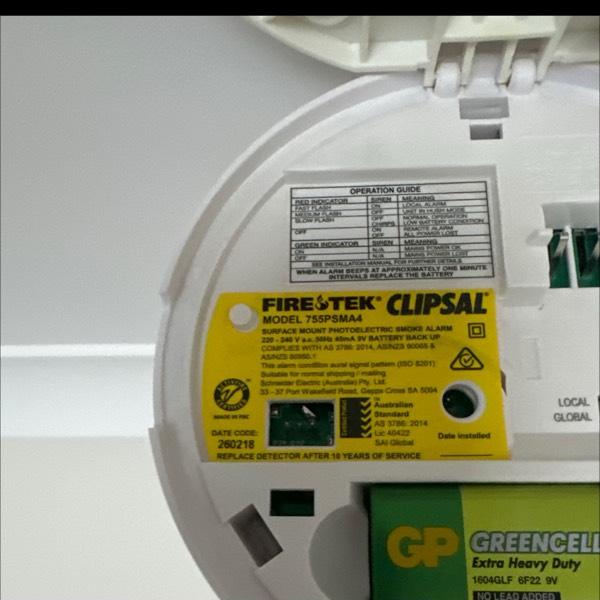 OPERATION GUIDE
RED INDICATOR SIREN MEANING
FAST FLASH ON LOCAL ALARM
MEDIUM FLASH OFF UNIT IN HUSH MODE
SLOW FLASH OFF NORMAL OPERATION
CHIRPS LOW BATTERY CONDITION
OFF ON REMOTE ALARM
OFF ALL POWER LOST
GREEN INDICATOR SIREN MEANING
ON N/A MAINS POWER OK
OFF N/A MAINS POWER LOST
SEE INSTALLATION MANUAL FOR FURTHER DETAILS
WHEN ALARM BEEPS AT APPROXIMATELY ONE MINUTE
INTERVALS REPLACE THE BATTERY
FIRETEK® CLIPSAL®
MODEL 755PSMA4
SURFACE MOUNT PHOTOELECTRIC SMOKE ALARM
220 - 240 V a.c. 50Hz 40mA 9V BATTERY BACK UP
COMPLIES WITH AS 3786: 2014, AS/NZS 60065 &
AS/NZS 60950.1
This alarm condition aural signal pattern (ISO 8201)
Suitable for normal shipping / mailing
Schneider Electric (Australia) Pty. Ltd.
33 - 37 Port Wakefield Road, Gepps Cross SA 5094
MADE IN PRC
Australian
Standard
AS 3786: 2014
Lic 40422
SAI Global
DATE CODE:
260218
Date installed
REPLACE DETECTOR AFTER 10 YEARS OF SERVICE
LOCAL
GLOBAL
GP GREENCELL
Extra Heavy Duty
1604GLF 6F22 9V
NO LEAD ADDED